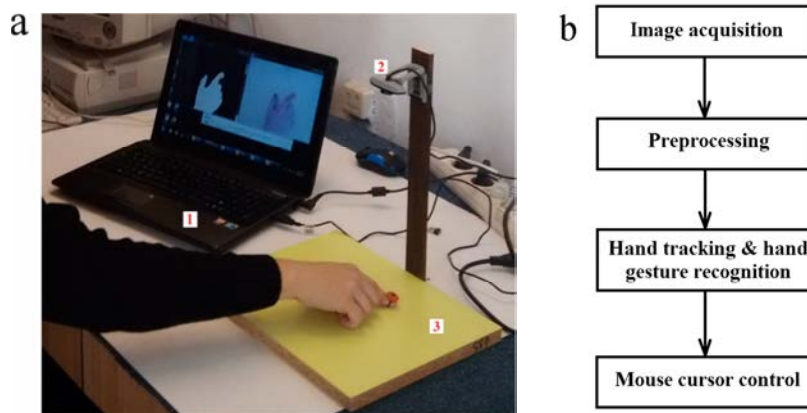 a
2
1
3
b
Image acquisition
Preprocessing
Hand tracking & hand
gesture recognition
Mouse cursor control